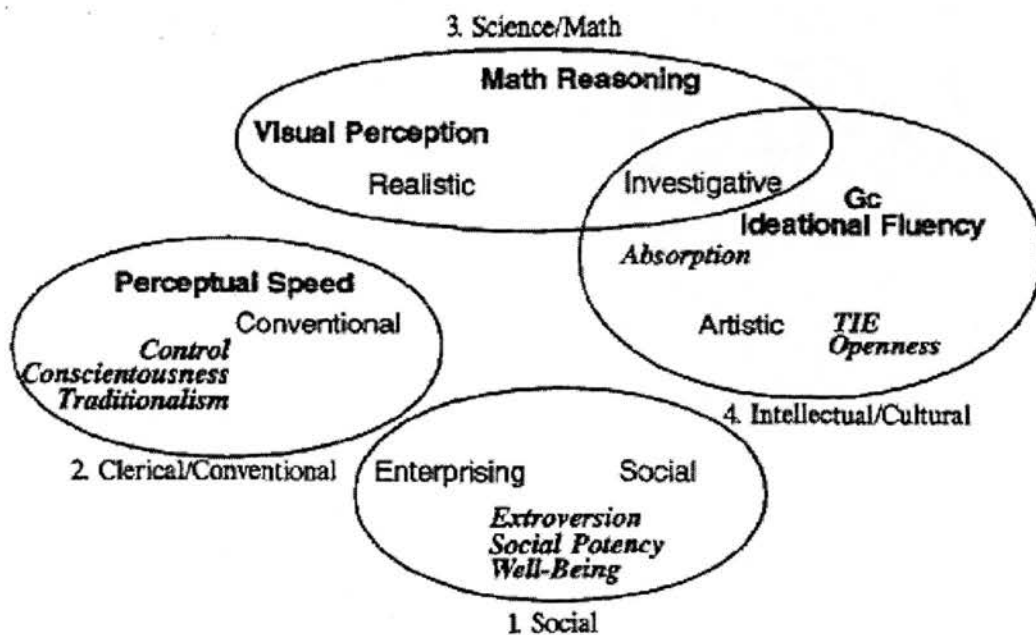 3. Science/Math
Math Reasoning
Visual Perception
Realistic
Investigative
Gc
Ideational Fluency
Absorption
Artistic
TIE
Openness
4. Intellectual/Cultural
Perceptual Speed
Conventional
Control
Conscientousness
Traditionalism
2. Clerical/Conventional
Enterprising
Social
Extroversion
Social Potency
Well-Being
1. Social